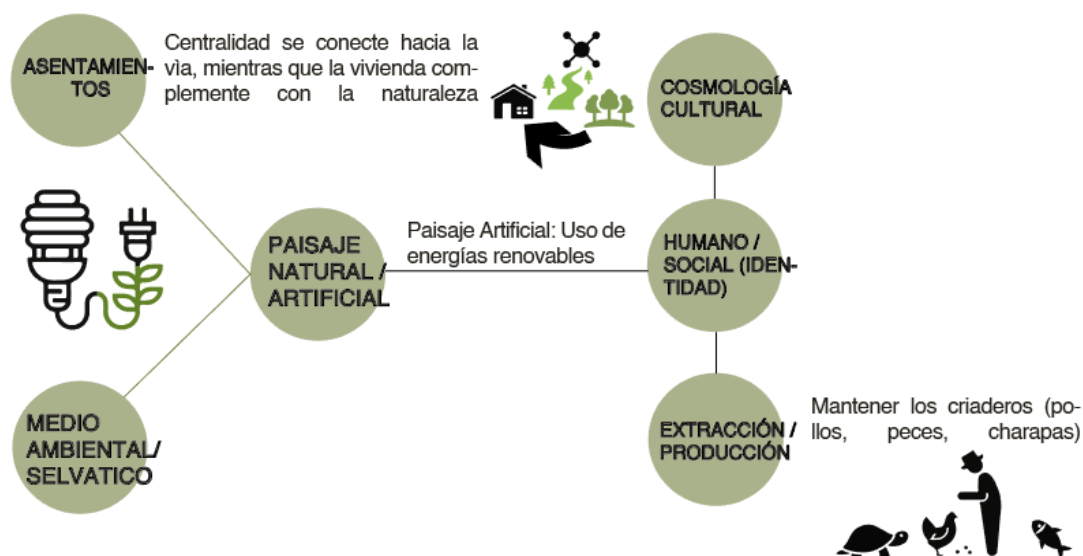 ASENTAMIEN-
TOS
Centralidad se conecte hacia la
vìa, mientras que la vivienda com-
plemente con la naturaleza
COSMOLOGÍA
CULTURAL
PAISAJE
NATURAL /
ARTIFICIAL
Paisaje Artificial: Uso de
energías renovables
HUMANO /
SOCIAL (IDEN-
TIDAD)
MEDIO
AMBIENTAL/
SELVATICO
EXTRACCIÓN /
PRODUCCIÓN
Mantener los criaderos (po-
llos, peces, charapas)